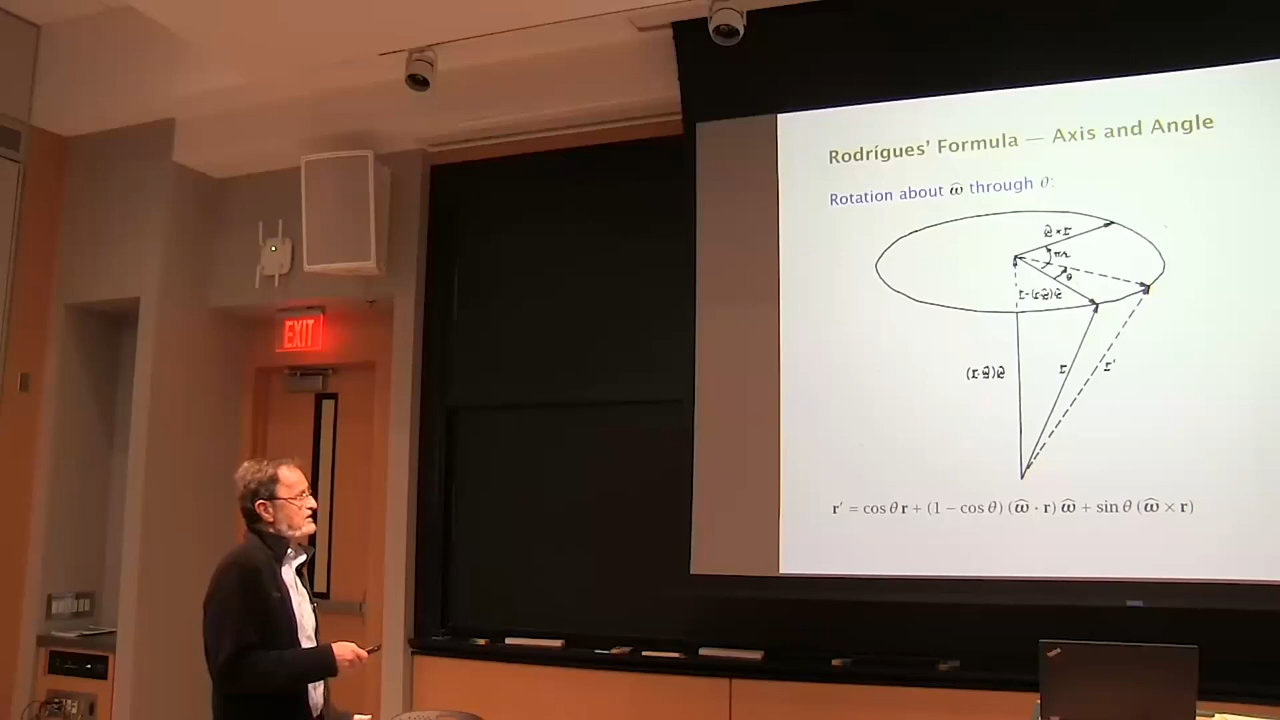 EXIT
Rodrígues' Formula — Axis and Angle
Rotation about ω̂ through θ:
ω̂ × r
π/2
θ
r-(r·ω̂)ω̂
(r·ω̂)ω̂
r
r'
r′ = cos θ r + (1 − cos θ) (ω̂ · r) ω̂ + sin θ (ω̂ × r)